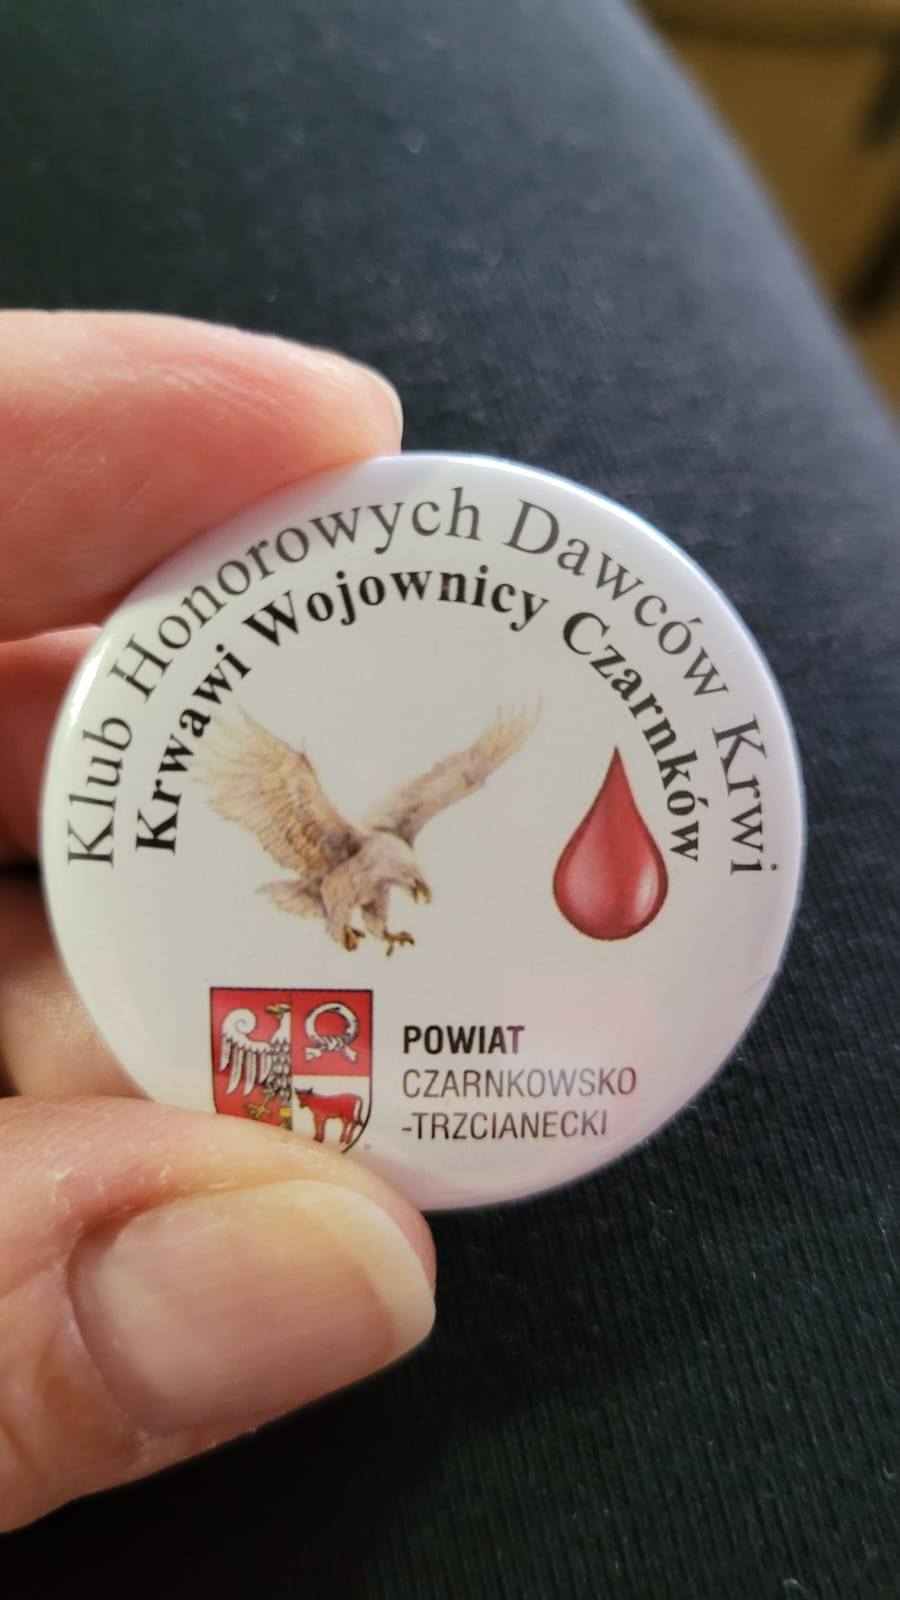 Klub Honorowych Dawców Krwi
Krwawi Wojownicy Czarnków
POWIAT
CZARNKOWSKO
-TRZCIANECKI